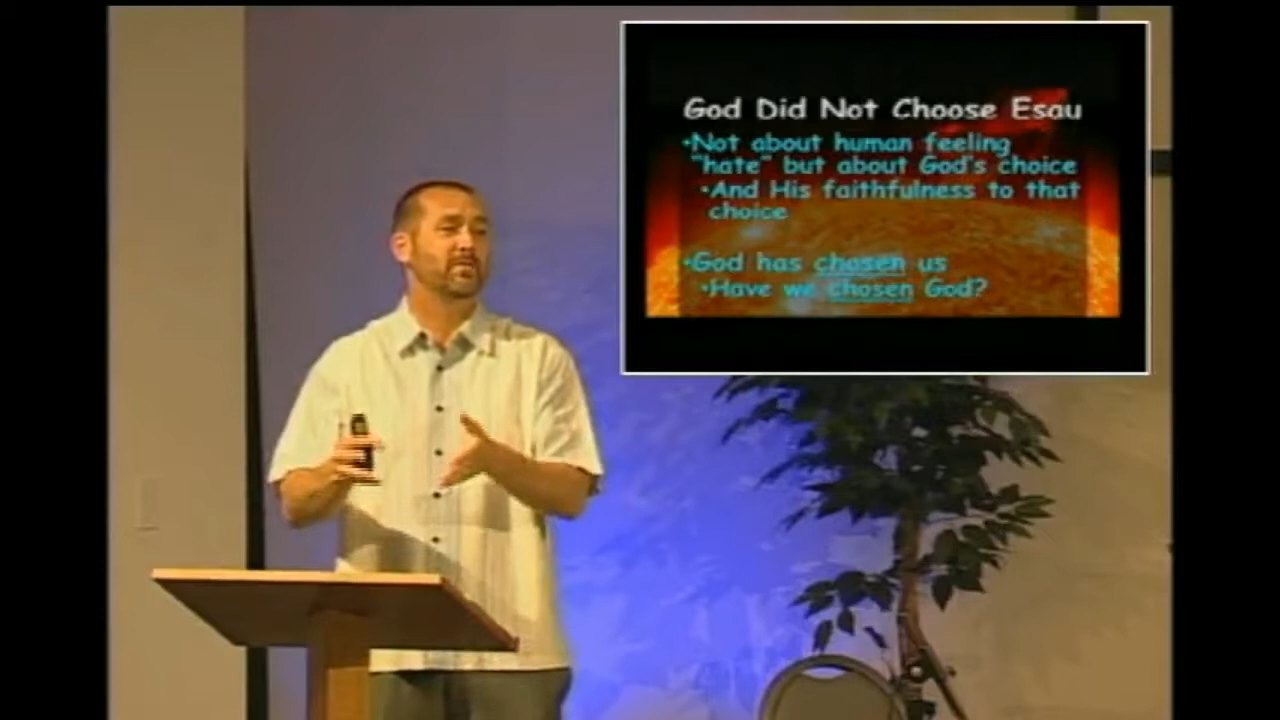 God Did Not Choose Esau
•Not about human feeling
"hate" but about God's choice
•And His faithfulness to that
choice
•God has chosen us
•Have we chosen God?